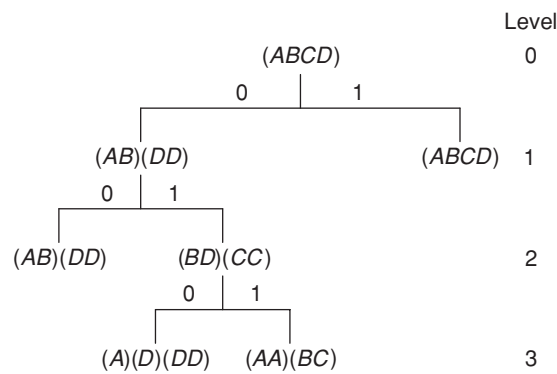 Level
(ABCD) 0
0 1
(AB)(DD) (ABCD) 1
0 1
(AB)(DD) (BD)(CC) 2
0 1
(A)(D)(DD) (AA)(BC) 3